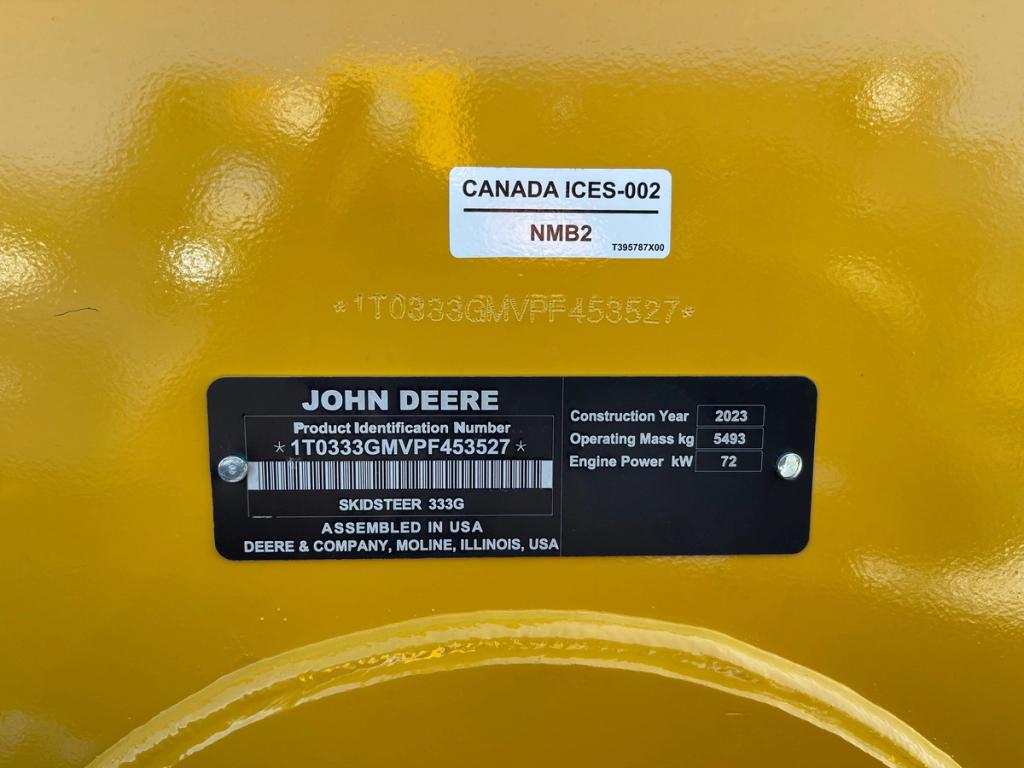 CANADA ICES-002
NMB2
T395787X00
*1T0333GMVPF453527*
JOHN DEERE
Product Identification Number
*1T0333GMVPF453527*
SKIDSTEER 333G
ASSEMBLED IN USA
DEERE & COMPANY, MOLINE, ILLINOIS, USA
Construction Year 2023
Operating Mass kg 5493
Engine Power kW 72